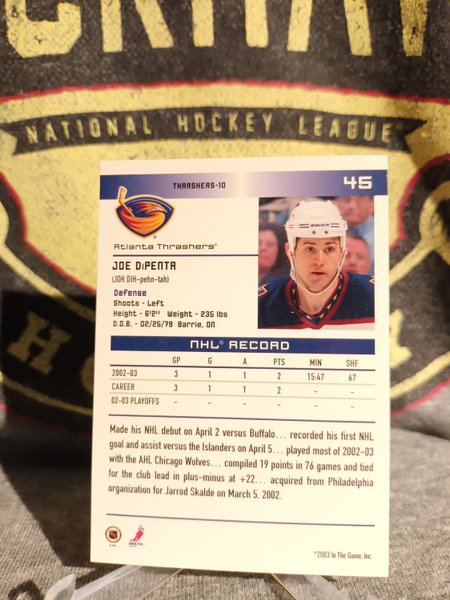 NATIONAL HOCKEY LEAGUE
THRASHERS-10
45
Atlanta Thrashers
JOE DiPENTA
(JOH DIH-pehn-tah)
Defense
Shoots - Left
Height - 6'2" Weight - 235 lbs
D.O.B. - 02/25/79 Barrie, ON
NHL® RECORD
GP G A PTS MIN SHF
2002-03 3 1 1 2 15:47 67
CAREER 3 1 1 2 - -
02-03 PLAYOFFS - - - - - -
Made his NHL debut on April 2 versus Buffalo... recorded his first NHL
goal and assist versus the Islanders on April 5... played most of 2002-03
with the AHL Chicago Wolves... compiled 19 points in 76 games and tied
for the club lead in plus-minus at +22... acquired from Philadelphia
organization for Jarrod Skalde on March 5, 2002.
©2003 In The Game, Inc.